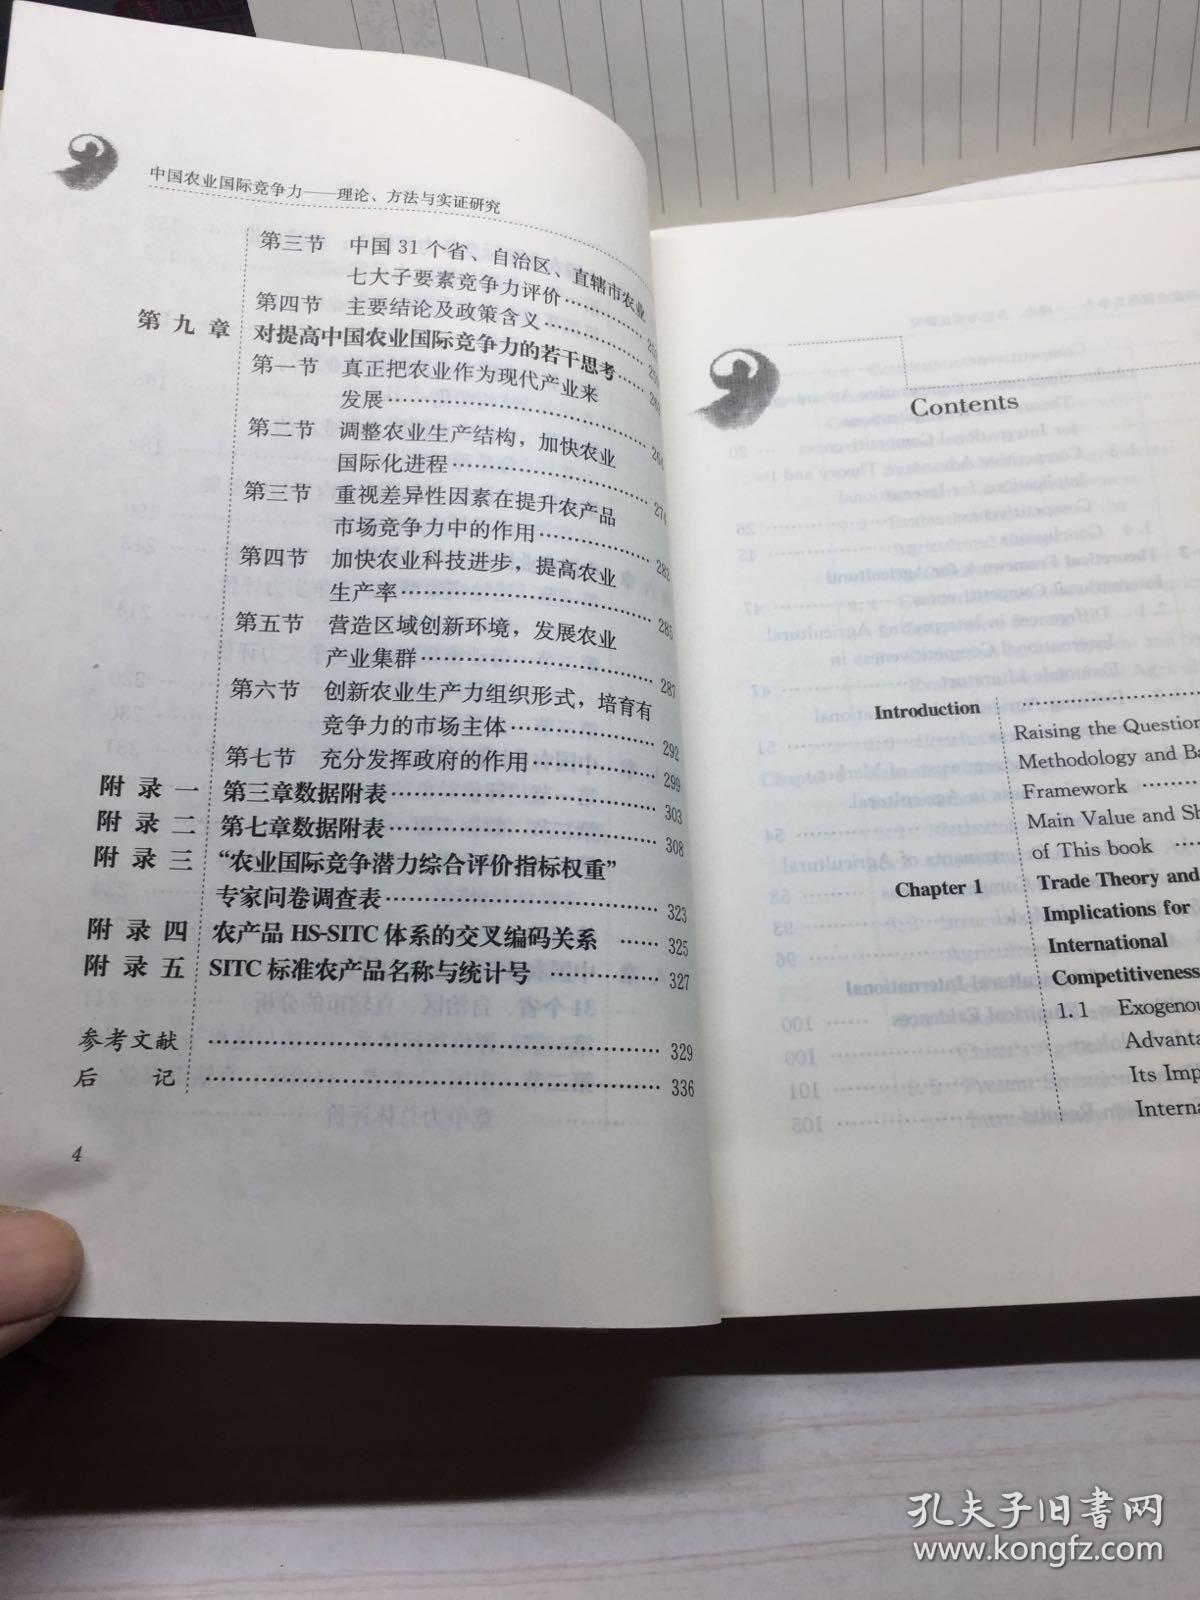 中国农业国际竞争力——理论、方法与实证研究
第三节 中国31个省、自治区、直辖市农业
七大子要素竞争力评价
第四节 主要结论及政策含义
第九章 对提高中国农业国际竞争力的若干思考
第一节 真正把农业作为现代产业来
发展 264
第二节 调整农业生产结构，加快农业
国际化进程 274
第三节 重视差异性因素在提升农产品
市场竞争力中的作用 282
第四节 加快农业科技进步，提高农业
生产率 285
第五节 营造区域创新环境，发展农业
产业集群 287
第六节 创新农业生产力组织形式，培育有
竞争力的市场主体 292
第七节 充分发挥政府的作用 299
附录一 第三章数据附表 303
附录二 第七章数据附表 308
附录三 “农业国际竞争潜力综合评价指标权重”
专家问卷调查表 323
附录四 农产品 HS-SITC 体系的交叉编码关系 325
附录五 SITC 标准农产品名称与统计号 327
参考文献 329
后记 336
4
Contents
Introduction
Raising the Question
Methodology and Ba
Framework
Main Value and Sh
of This book
Chapter 1 Trade Theory and
Implications for
International
Competitiveness
1.1 Exogenou
Advanta
Its Imp
Interna
孔夫子旧书网
www.kongfz.com